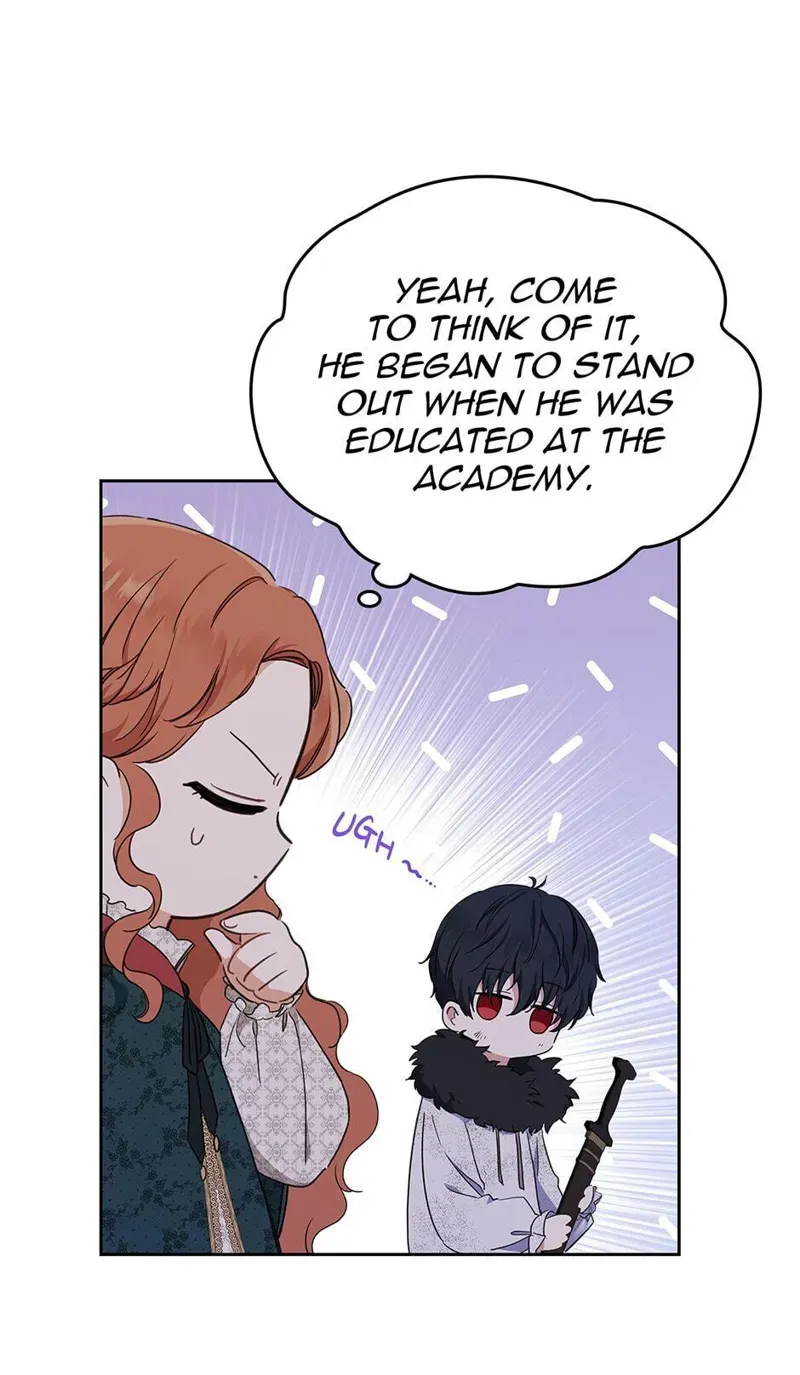 YEAH, COME
TO THINK OF IT,
HE BEGAN TO STAND
OUT WHEN HE WAS
EDUCATED AT THE
ACADEMY.
UGH~...